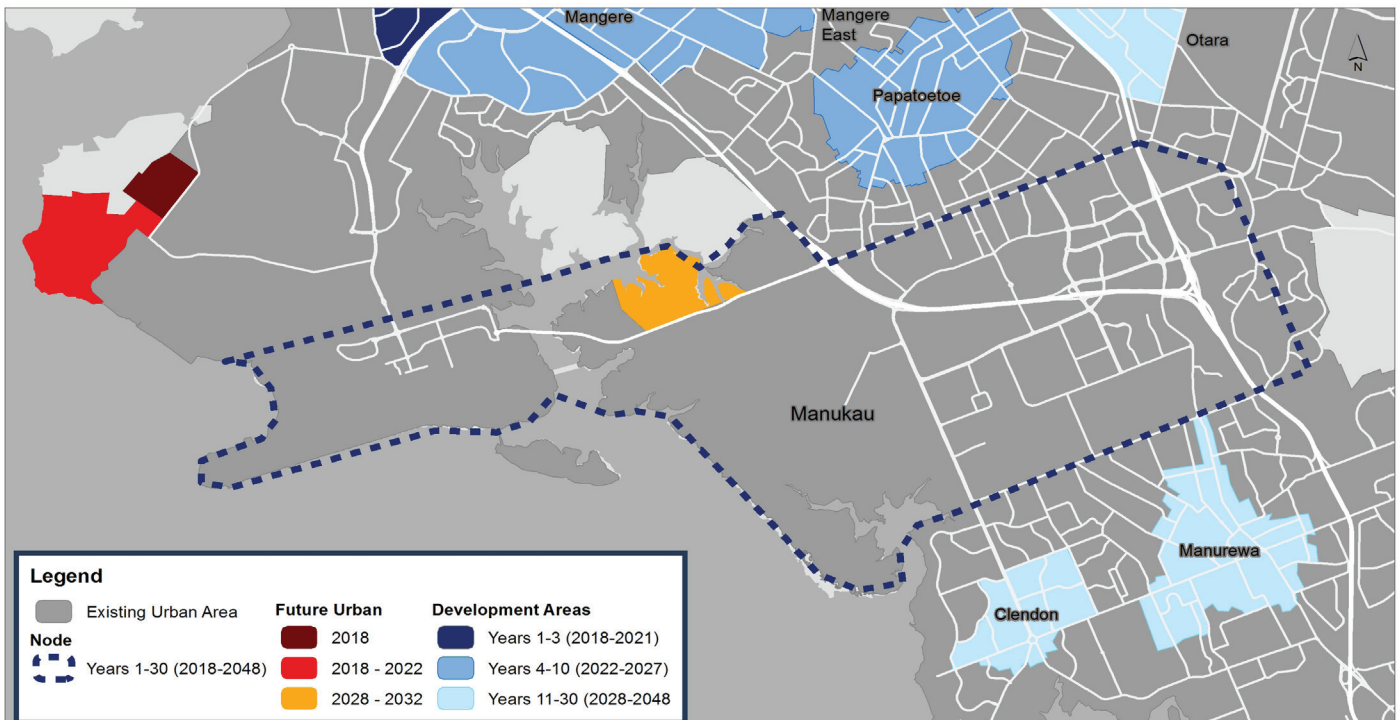 Mangere
Mangere
East
Otara
N
Papatoetoe
Manukau
Manurewa
Clendon
Legend
Existing Urban Area
Node
Years 1-30 (2018-2048)
Future Urban
2018
2018 - 2022
2028 - 2032
Development Areas
Years 1-3 (2018-2021)
Years 4-10 (2022-2027)
Years 11-30 (2028-2048